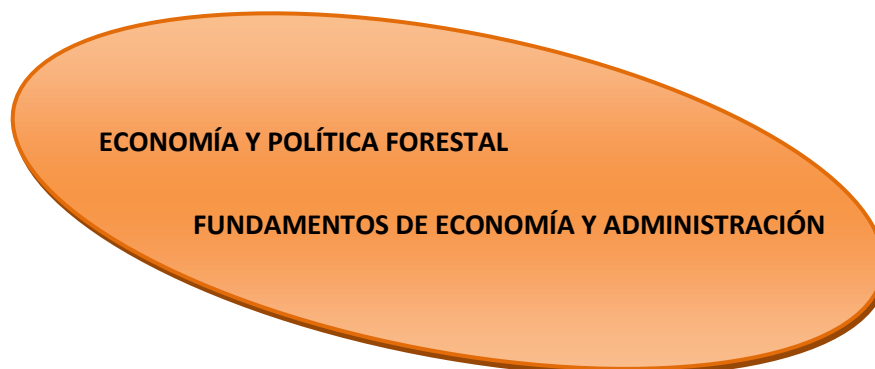 ECONOMÍA Y POLÍTICA FORESTAL
FUNDAMENTOS DE ECONOMÍA Y ADMINISTRACIÓN